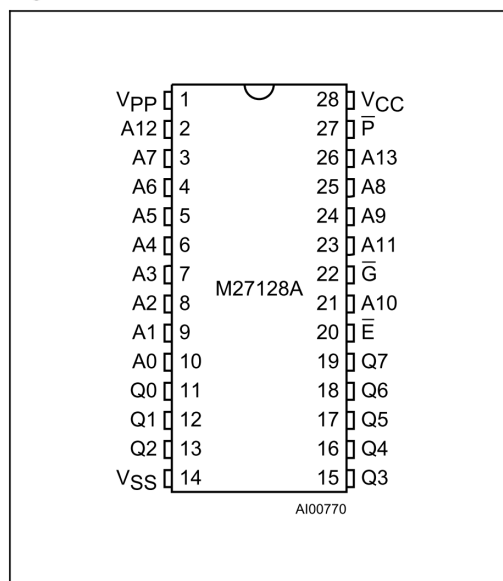 VPP 1 28 VCC
A12 2 27 P̅
A7 3 26 A13
A6 4 25 A8
A5 5 24 A9
A4 6 23 A11
A3 7 22 G̅
M27128A
A2 8 21 A10
A1 9 20 E̅
A0 10 19 Q7
Q0 11 18 Q6
Q1 12 17 Q5
Q2 13 16 Q4
VSS 14 15 Q3
AI00770